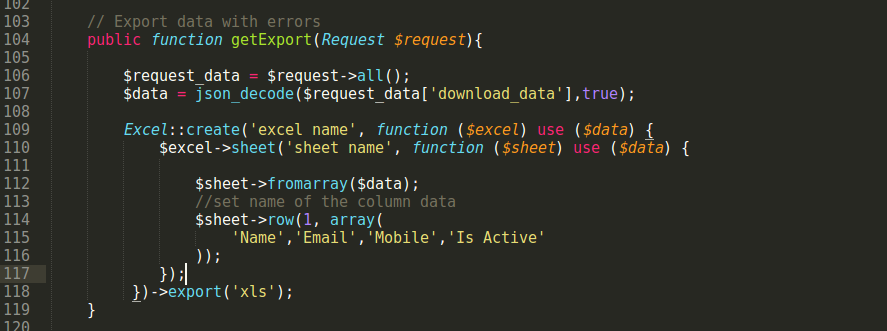 102
103 // Export data with errors
104 public function getExport(Request $request){
105
106 $request_data = $request->all();
107 $data = json_decode($request_data['download_data'],true);
108
109 Excel::create('excel name', function ($excel) use ($data) {
110 $excel->sheet('sheet name', function ($sheet) use ($data) {
111
112 $sheet->fromarray($data);
113 //set name of the column data
114 $sheet->row(1, array(
115 'Name','Email','Mobile','Is Active'
116 ));
117 });
118 })->export('xls');
119 }
120